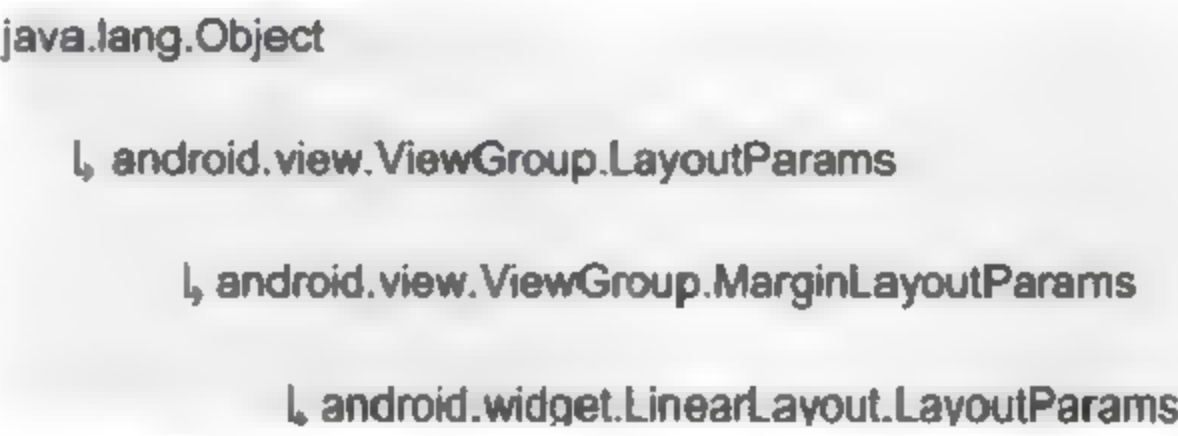 java.lang.Object
↳ android.view.ViewGroup.LayoutParams
↳ android.view.ViewGroup.MarginLayoutParams
↳ android.widget.LinearLayout.LayoutParams